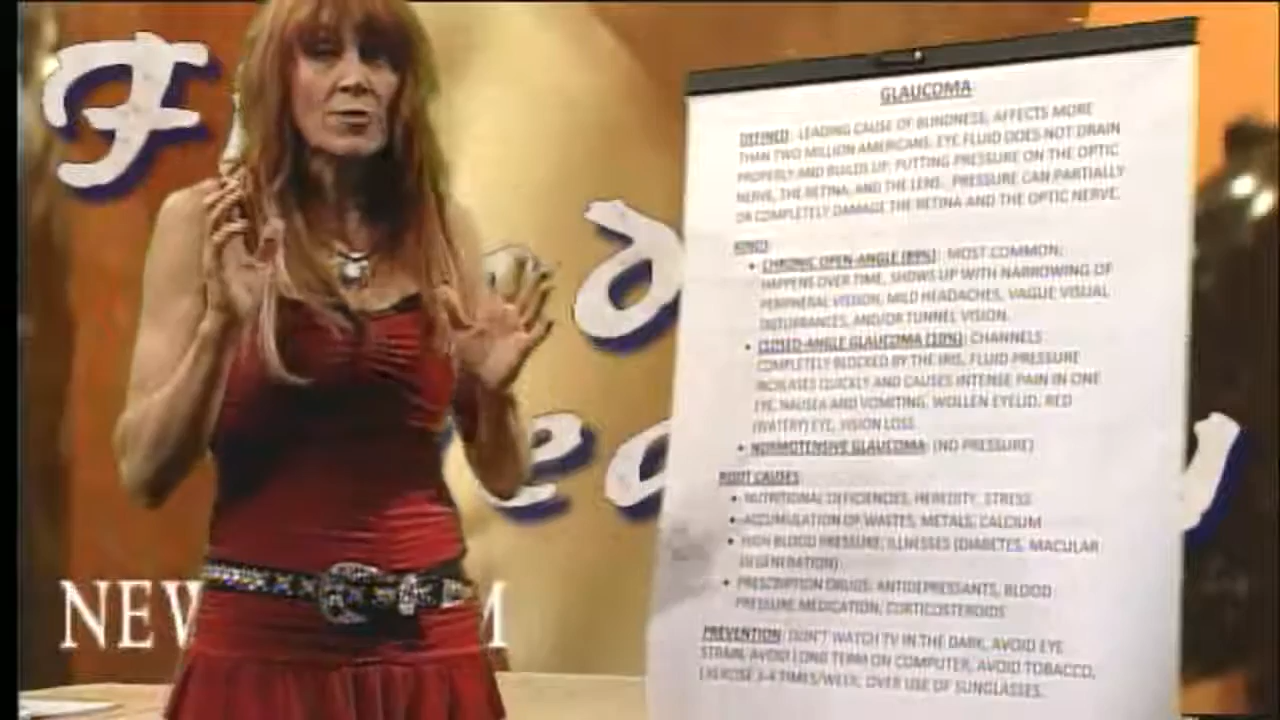 GLAUCOMA
DEFINED: LEADING CAUSE OF BLINDNESS, AFFECTS MORE
THAN TWO MILLION AMERICANS. EYE FLUID DOES NOT DRAIN
PROPERLY AND BUILDS UP, PUTTING PRESSURE ON THE OPTIC
NERVE, THE RETINA, AND THE LENS. PRESSURE CAN PARTIALLY
OR COMPLETELY DAMAGE THE RETINA AND THE OPTIC NERVE.
KINDS
• CHRONIC OPEN-ANGLE (89%): MOST COMMON;
HAPPENS OVER TIME, SHOWS UP WITH NARROWING OF
PERIPHERAL VISION, MILD HEADACHES, VAGUE VISUAL
DISTURBANCES, AND/OR TUNNEL VISION.
• CLOSED-ANGLE GLAUCOMA (10%): CHANNELS
COMPLETELY BLOCKED BY THE IRIS. FLUID PRESSURE
INCREASES QUICKLY AND CAUSES INTENSE PAIN IN ONE
EYE, NAUSEA AND VOMITING, WOLLEN EYELID, RED
(WATERY) EYE, VISION LOSS
• NORMOTENSIVE GLAUCOMA: (NO PRESSURE)
ROOT CAUSES:
• NUTRITIONAL DEFICIENCIES, HEREDITY, STRESS
• ACCUMULATION OF WASTES, METALS, CALCIUM
• HIGH BLOOD PRESSURE, ILLNESSES (DIABETES, MACULAR
DEGENERATION)
• PRESCRIPTION DRUGS: ANTIDEPRESSANTS, BLOOD
PRESSURE MEDICATION, CORTICOSTEROIDS
PREVENTION: DON'T WATCH TV IN THE DARK, AVOID EYE
STRAIN, AVOID LONG TERM ON COMPUTER, AVOID TOBACCO,
EXERCISE 3-4 TIMES/WEEK, OVER USE OF SUNGLASSES.